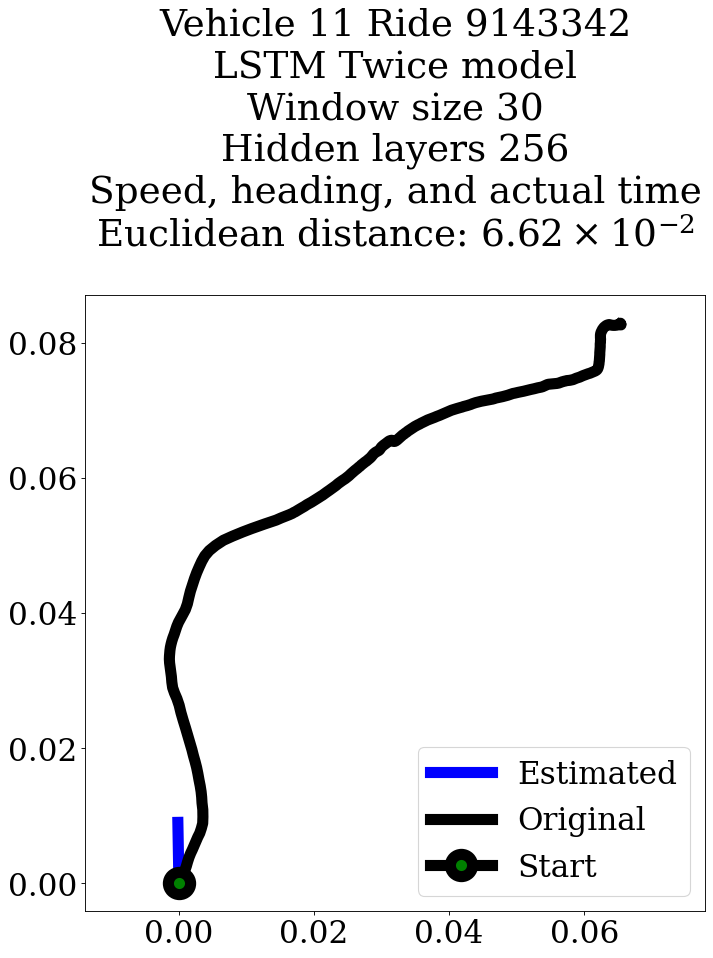 Vehicle 11 Ride 9143342
LSTM Twice model
Window size 30
Hidden layers 256
Speed, heading, and actual time
Euclidean distance: 6.62 × 10⁻²
0.08
0.06
0.04
0.02
0.00
Estimated
Original
Start
0.00 0.02 0.04 0.06